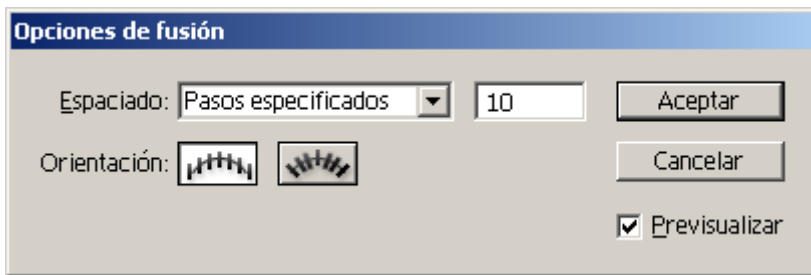 Opciones de fusión
Espaciado: Pasos especificados 10 Aceptar
Orientación: Cancelar
Previsualizar